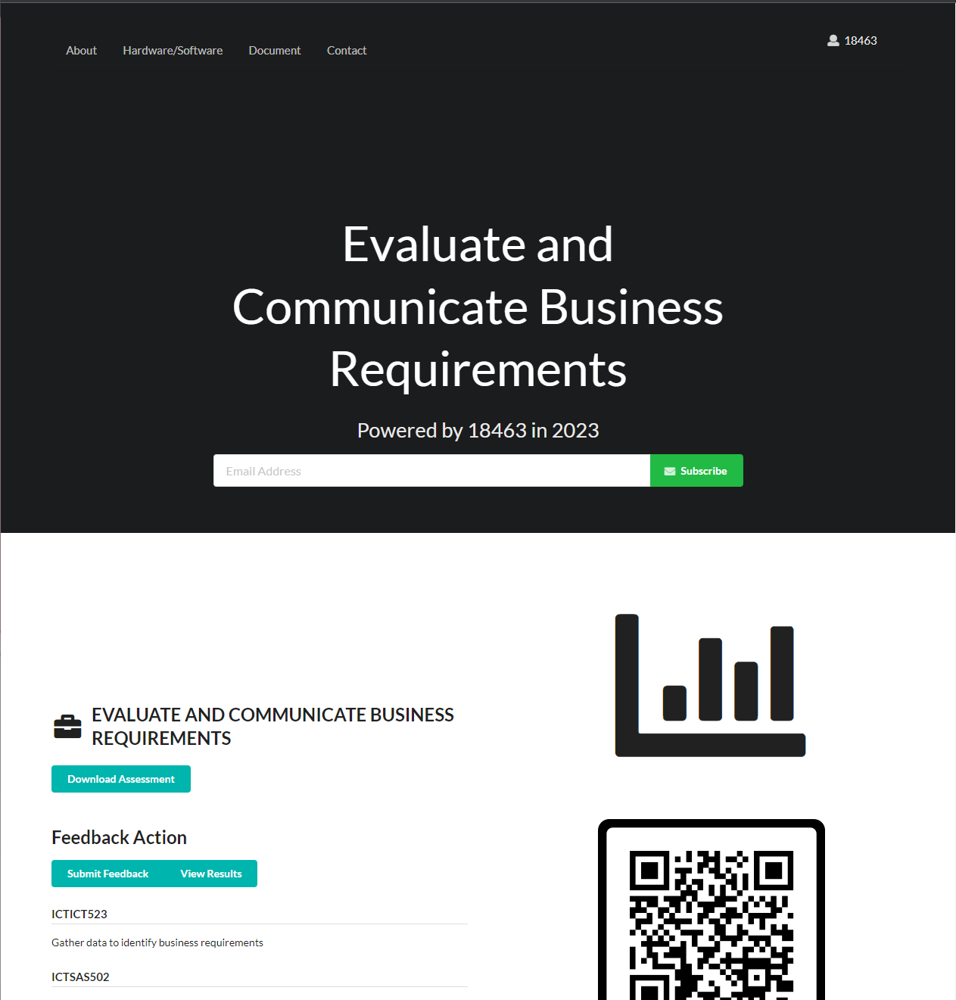 About Hardware/Software Document Contact
18463
Evaluate and
Communicate Business
Requirements
Powered by 18463 in 2023
Email Address
Subscribe
EVALUATE AND COMMUNICATE BUSINESS
REQUIREMENTS
Download Assessment
Feedback Action
Submit Feedback View Results
ICTICT523
Gather data to identify business requirements
ICTSAS502